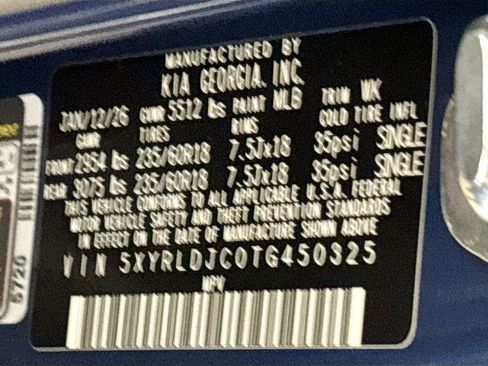 MANUFACTURED BY
KIA GEORGIA, INC.
JAN/12/26 GVWR 5512 lbs PAINT MLB TRIM WK
GAWR TIRES RIMS COLD TIRE INFL
FRONT 2954 lbs 235/60R18 7.5Jx18 35psi SINGLE
REAR 3075 lbs 235/60R18 7.5Jx18 35psi SINGLE
THIS VEHICLE CONFORMS TO ALL APPLICABLE U.S.A. FEDERAL
MOTOR VEHICLE SAFETY AND THEFT PREVENTION STANDARDS
IN EFFECT ON THE DATE OF MANUFACTURE SHOWN ABOVE.
VIN 5XYRLDJC0TG450325
MPV
6720